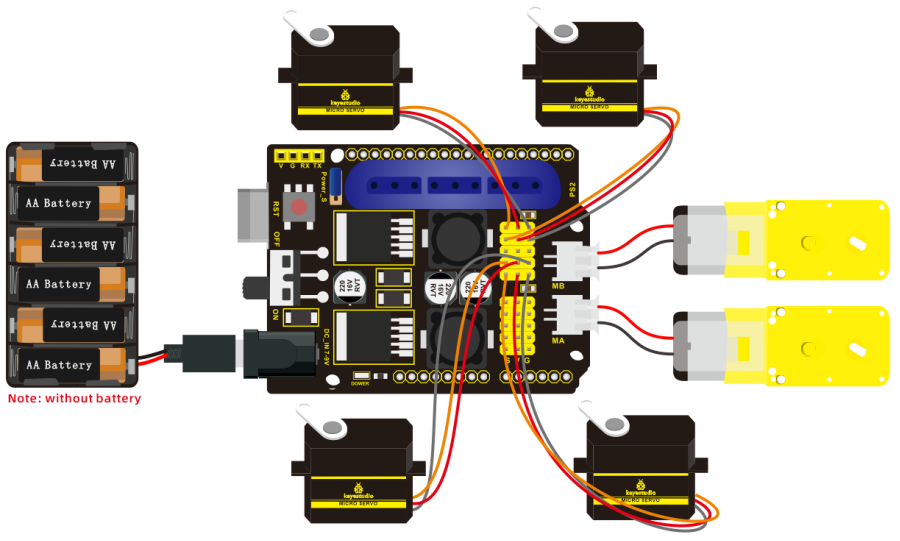 keyestudio
MICRO SERVO
keyestudio
MICRO SERVO
AA Battery
AA Battery
AA Battery
AA Battery
AA Battery
AA Battery
Note: without battery
V G RX TX
Power_S
PS2
RST
OFF
ON
220
16V
RVT
220
16V
RVT
220
16V
RVT
MB
MA
S V G
DC_IN 7-9V
DOWER
keyestudio
MICRO SERVO
keyestudio
MICRO SERVO